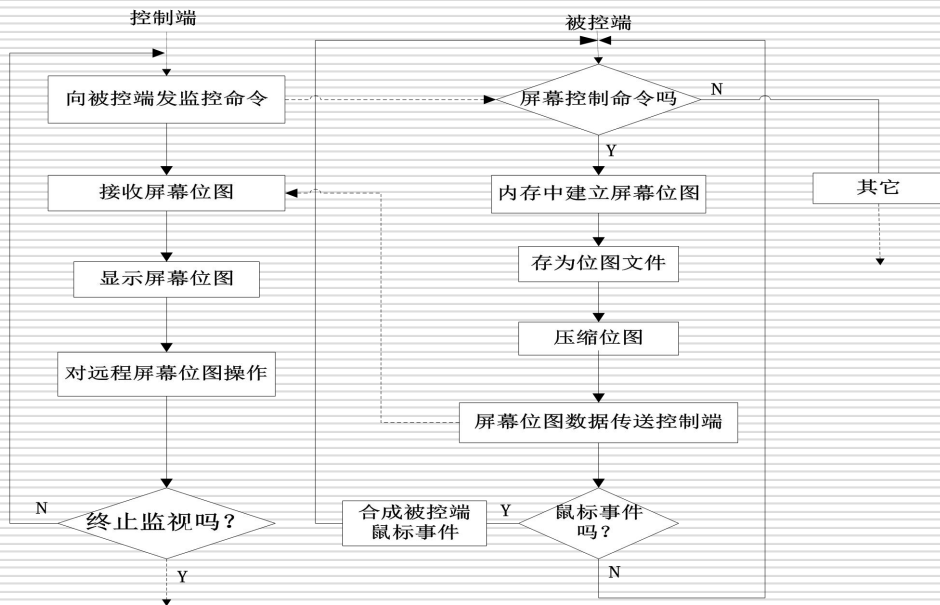 控制端
向被控端发监控命令
接收屏幕位图
显示屏幕位图
对远程屏幕位图操作
终止监视吗?
N
Y
被控端
屏幕控制命令吗
N
Y
其它
内存中建立屏幕位图
存为位图文件
压缩位图
屏幕位图数据传送控制端
鼠标事件
吗?
Y
N
合成被控端
鼠标事件